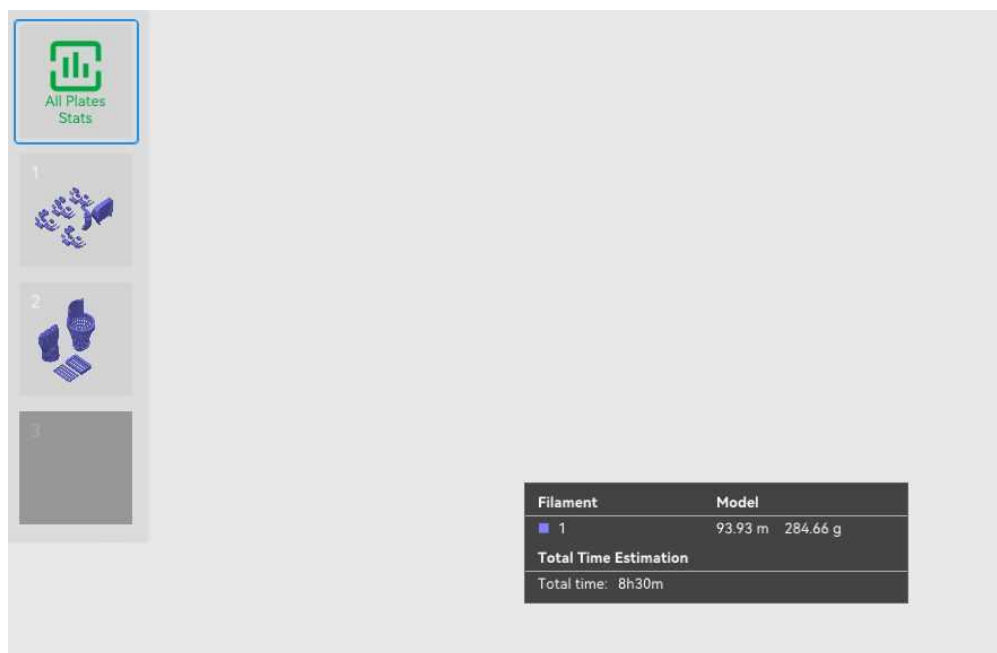 All Plates
Stats
1
2
3
Filament Model
1 93.93 m 284.66 g
Total Time Estimation
Total time: 8h30m